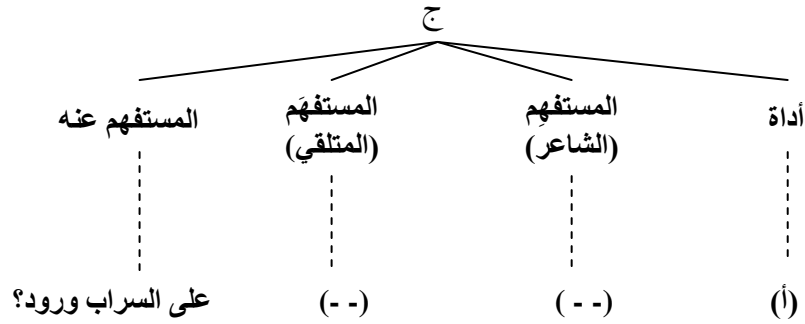 ج
أداة
المستفهِم
(الشاعر)
المستفهَم
(المتلقي)
المستفهم عنه
(أ)
(- -)
(- -)
على السراب ورود؟